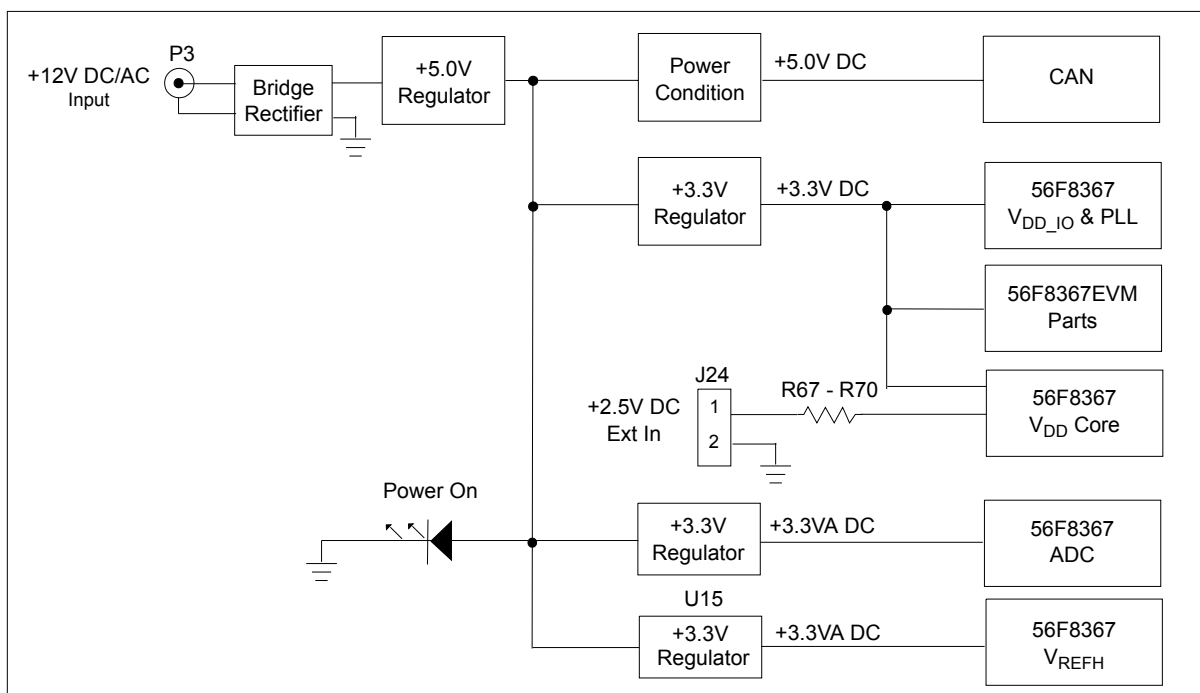 P3
+12V DC/AC
Input
Bridge
Rectifier
+5.0V
Regulator
Power
Condition
+5.0V DC
CAN
+3.3V
Regulator
+3.3V DC
56F8367
VDD_IO & PLL
56F8367EVM
Parts
J24
+2.5V DC
Ext In
1
2
R67 - R70
56F8367
VDD Core
Power On
+3.3V
Regulator
+3.3VA DC
56F8367
ADC
U15
+3.3V
Regulator
+3.3VA DC
56F8367
VREFH